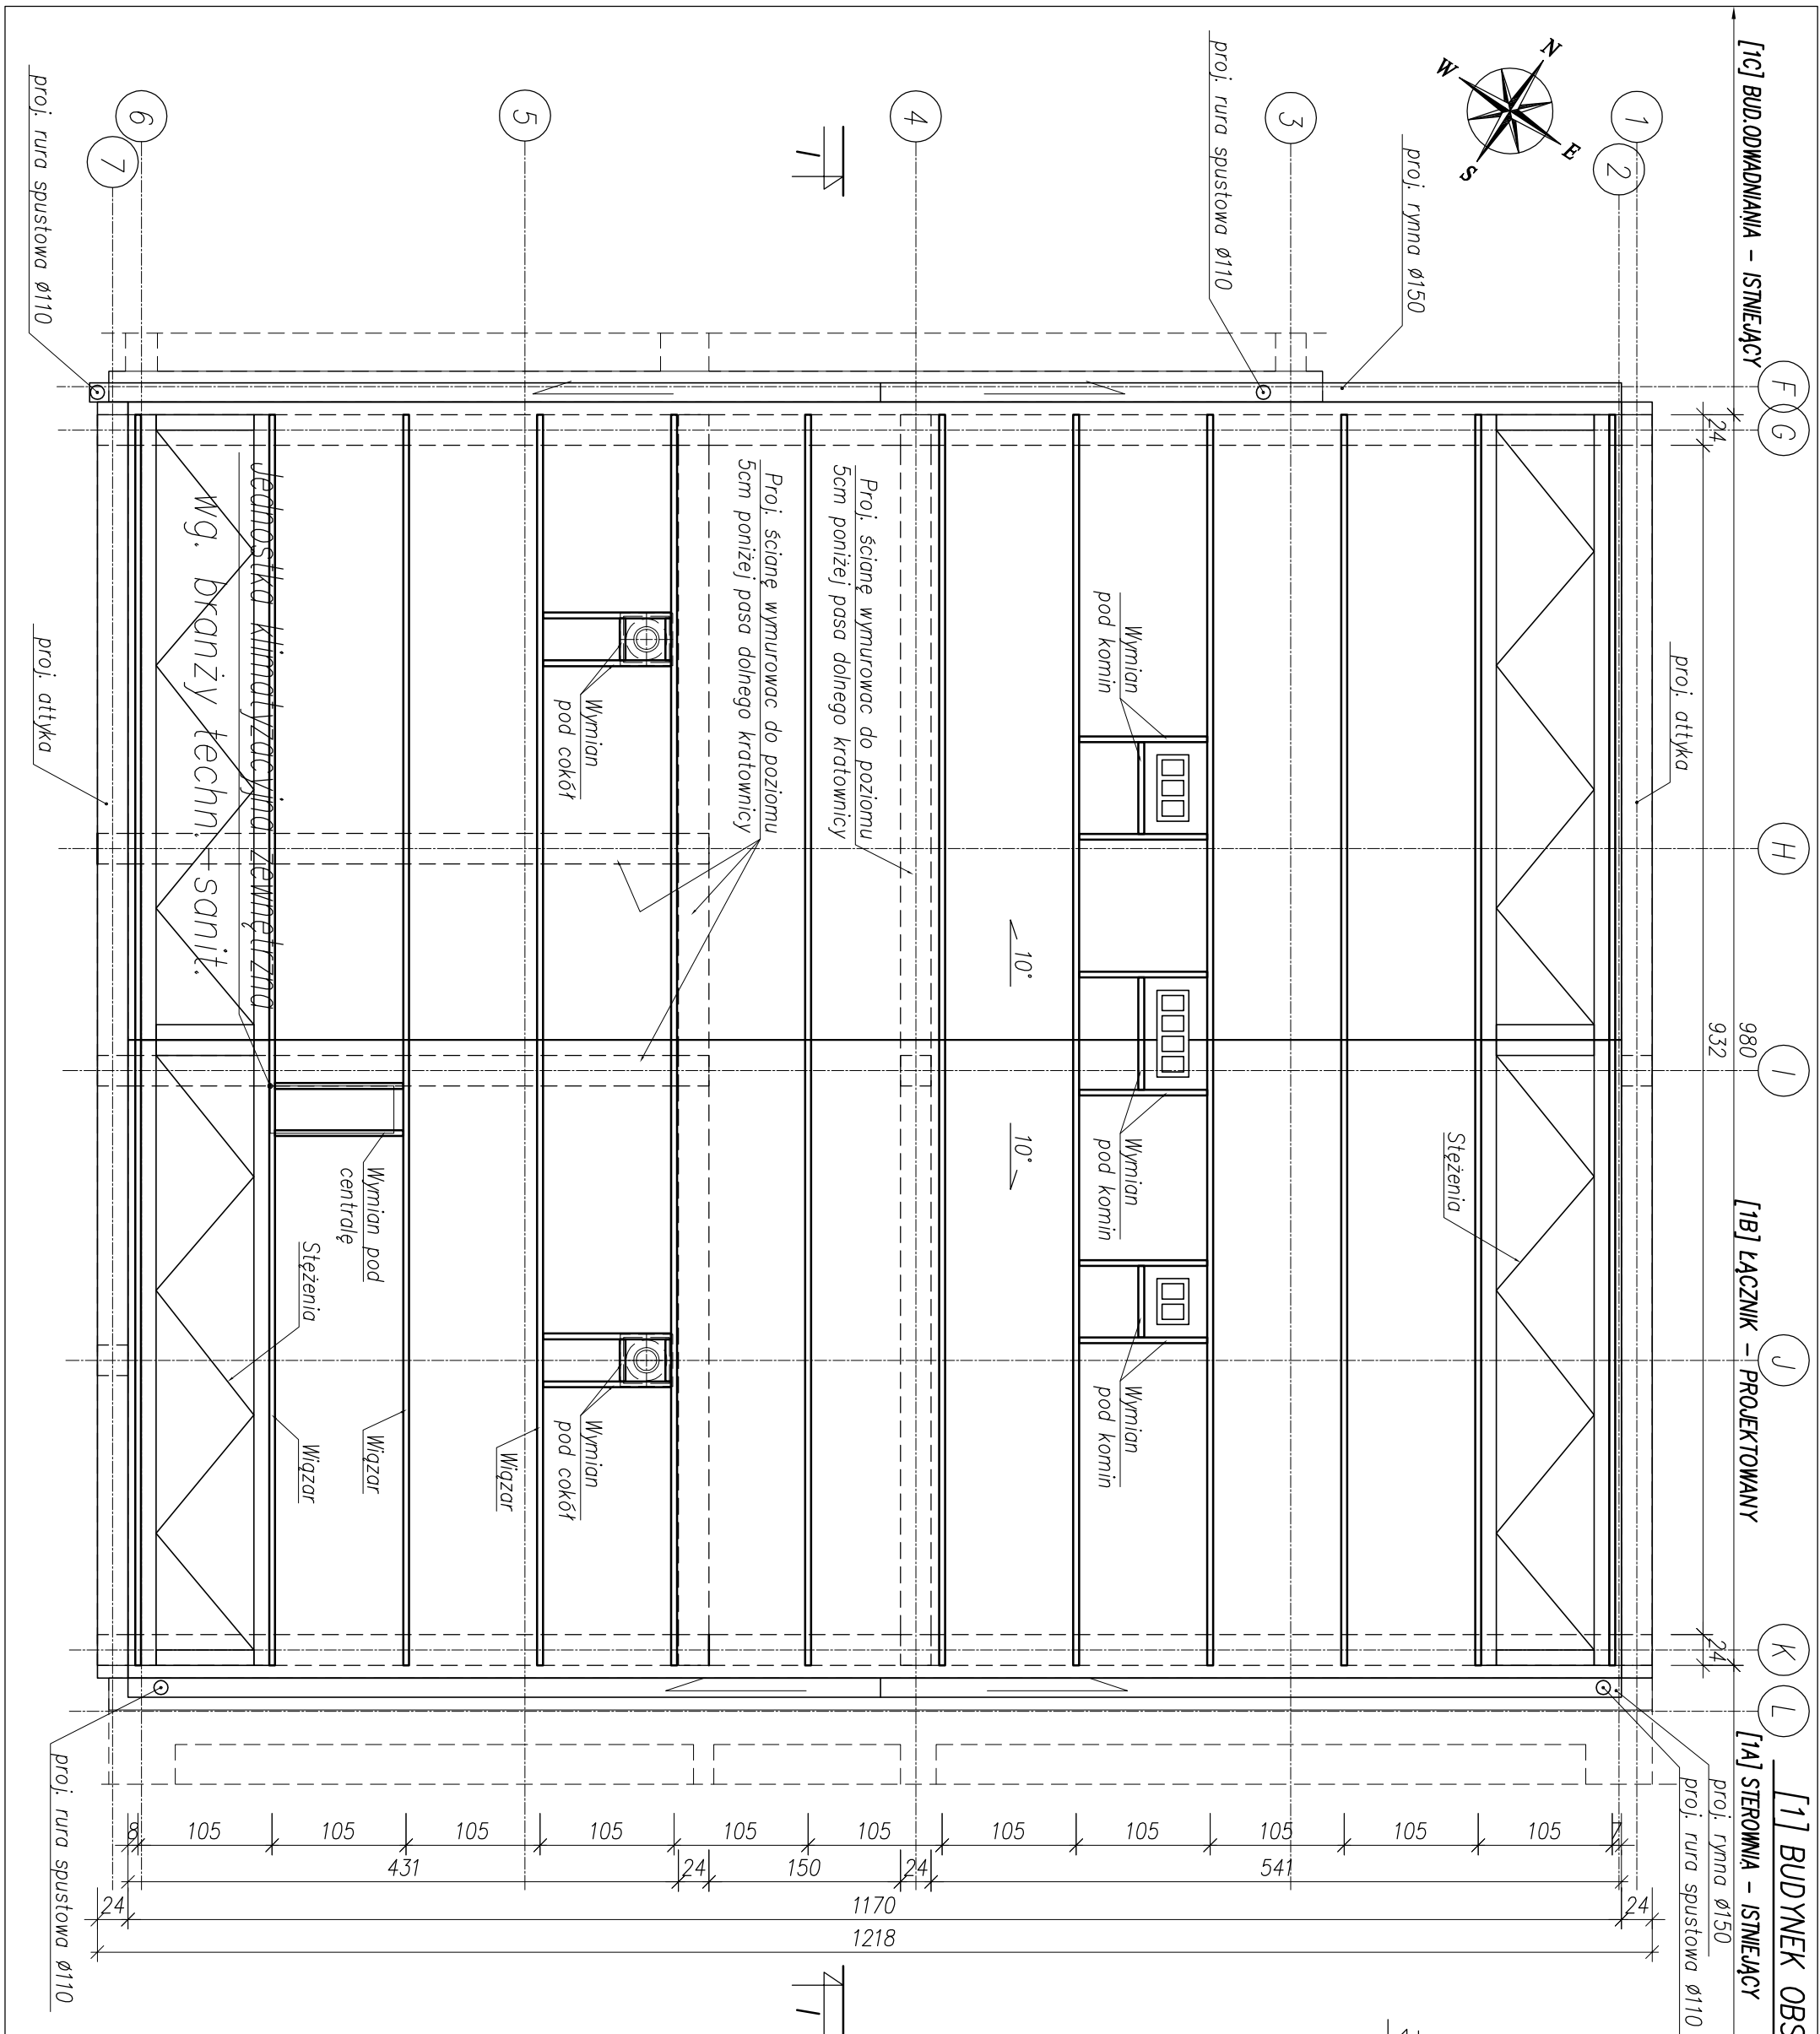 [1] BUDYNEK OBS
[1C] BUD.ODWADNIANIA - ISTNIEJĄCY
[1B] ŁĄCZNIK - PROJEKTOWANY
[1A] STEROWNIA - ISTNIEJĄCY
F
G
H
I
J
K
L
980
24
932
24
N
E
S
W
1
2
3
4
5
6
7
proj. rynna Ø150
proj. rura spustowa Ø110
proj. rynna Ø150
proj. rura spustowa Ø110
proj. attyka
Stężenia
Wymian
pod komin
Wymian
pod komin
Wymian
pod komin
10°
10°
Proj. ścianę wymurowac do poziomu
5cm poniżej pasa dolnego kratownicy
Proj. ścianę wymurowac do poziomu
5cm poniżej pasa dolnego kratownicy
Wymian
pod cokół
Wymian
pod cokół
Wiązar
Wiązar
Wiązar
Wymian pod
centralę
Stężenia
Jednostka klimatyzacyjna zewnętrzna
wg. branży techn.-sanit.
proj. attyka
proj. rura spustowa Ø110
proj. rura spustowa Ø110
I
I
7
105
105
105
105
105
105
105
105
105
105
105
8
541
24
150
24
431
24
1170
24
1218